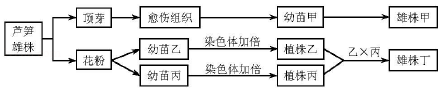 芦笋
雄株
顶芽
愈伤组织
幼苗甲
雄株甲
花粉
幼苗乙
染色体加倍
植株乙
乙×丙
雄株丁
幼苗丙
染色体加倍
植株丙